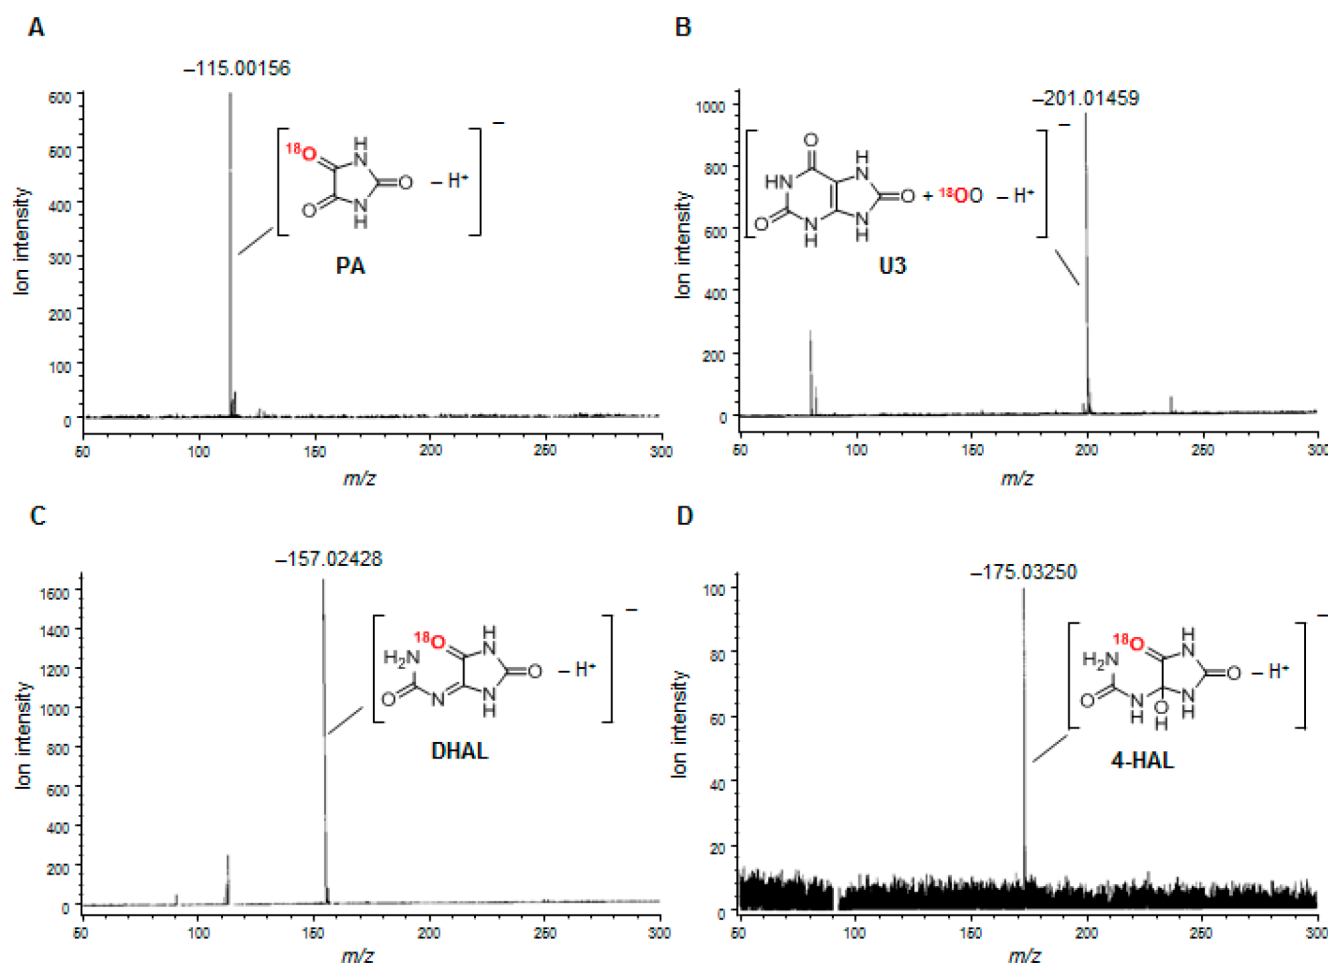 A
–115.00156
600
500
400
300
200
100
0
Ion intensity
50
100
150
200
250
300
m/z
18O
H
N
O
O
N
H
– H+
–
PA
B
–201.01459
1000
800
600
400
200
0
Ion intensity
50
100
150
200
250
300
m/z
O
H
N
HN
O
O
N
H
N
H
+ 18OO – H+
–
U3
C
–157.02428
1600
1400
1200
1000
800
600
400
200
0
Ion intensity
50
100
150
200
250
300
m/z
18O
H
N
H2N
O
O
N
N
H
– H+
–
DHAL
D
–175.03250
100
80
60
40
20
0
Ion intensity
50
100
150
200
250
300
m/z
18O
H
N
H2N
O
O
N
H
O
H
N
H
– H+
–
4-HAL